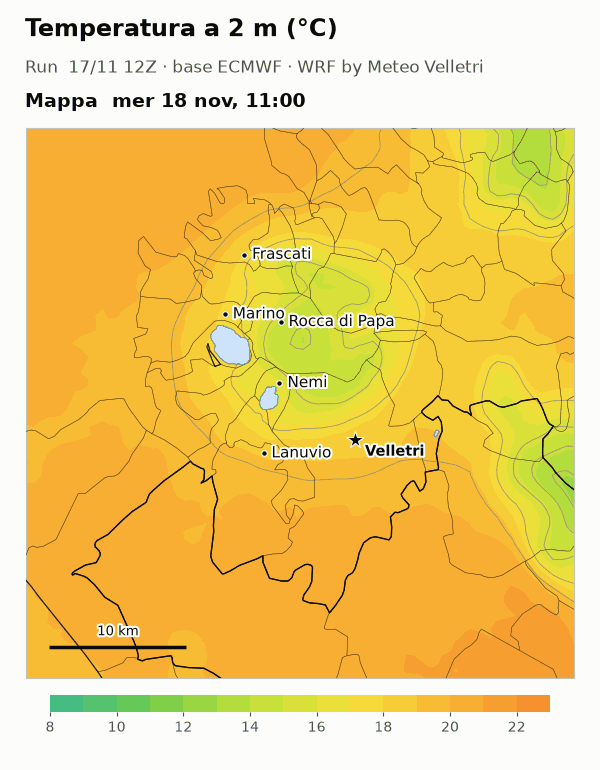 Temperatura a 2 m (°C)
Run  17/11 12Z · base ECMWF · WRF by Meteo Velletri
Mappa  mer 18 nov, 11:00
Frascati
Marino
Rocca di Papa
Nemi
Velletri
Lanuvio
10 km
8 10 12 14 16 18 20 22